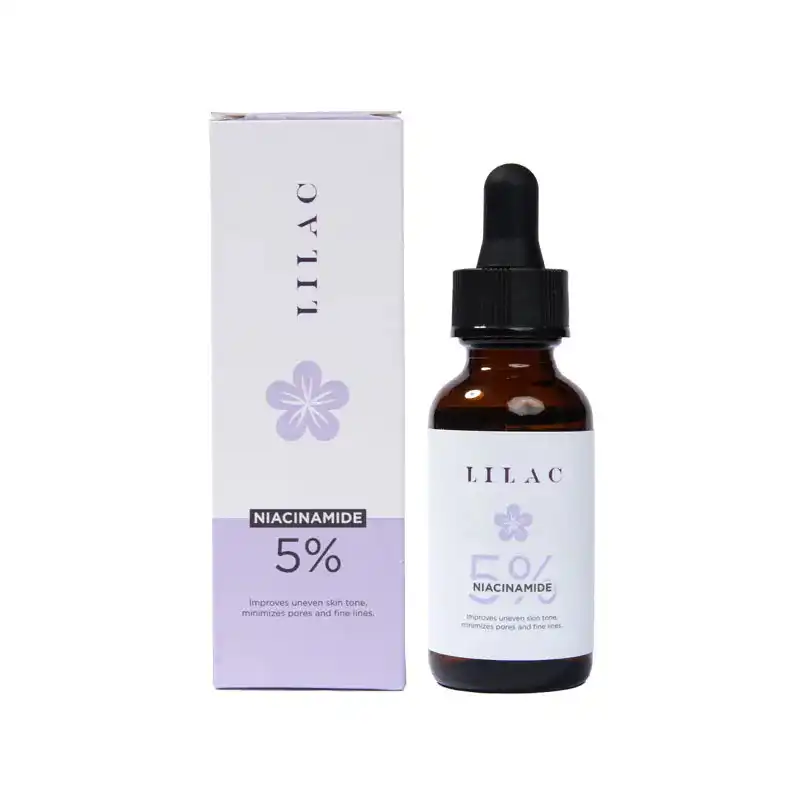 LILAC
NIACINAMIDE
5%
Improves uneven skin tone,
minimizes pores and fine lines.
LILAC
5%
NIACINAMIDE
Improves uneven skin tone,
minimizes pores and fine lines.